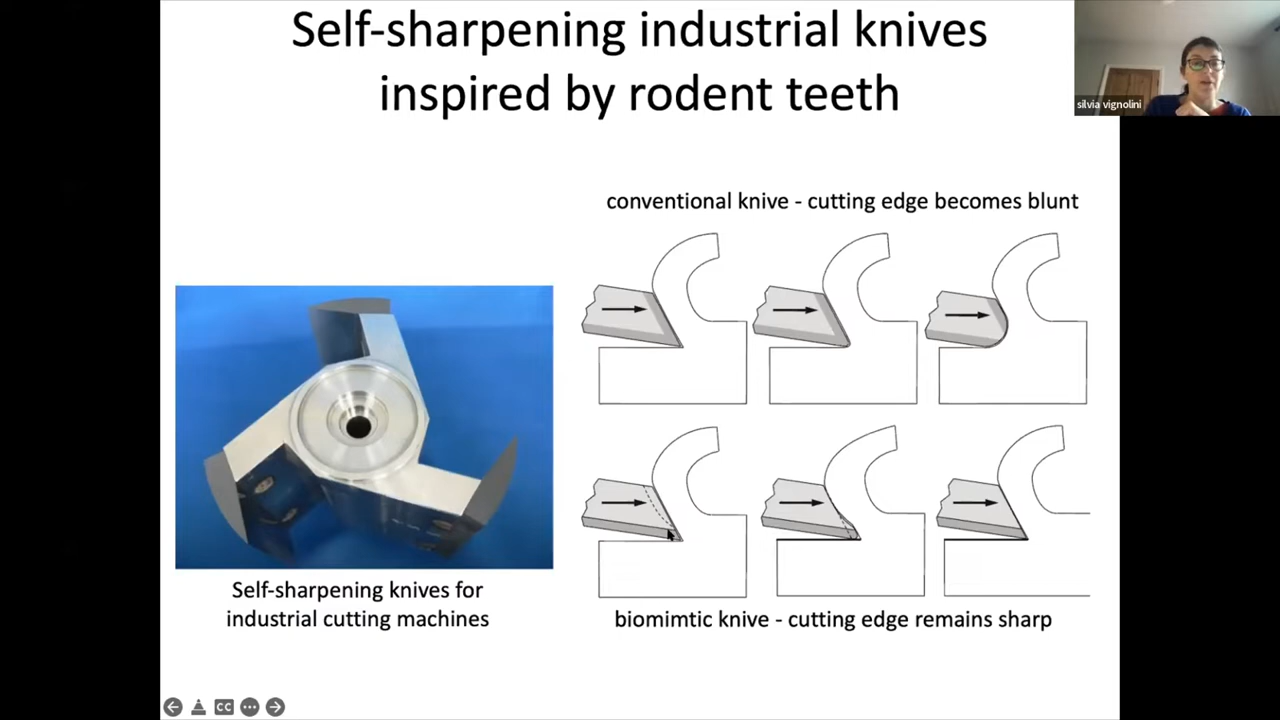 Self-sharpening industrial knives
inspired by rodent teeth
silvia vignolini
conventional knive - cutting edge becomes blunt
Self-sharpening knives for
industrial cutting machines
biomimtic knive - cutting edge remains sharp
CC